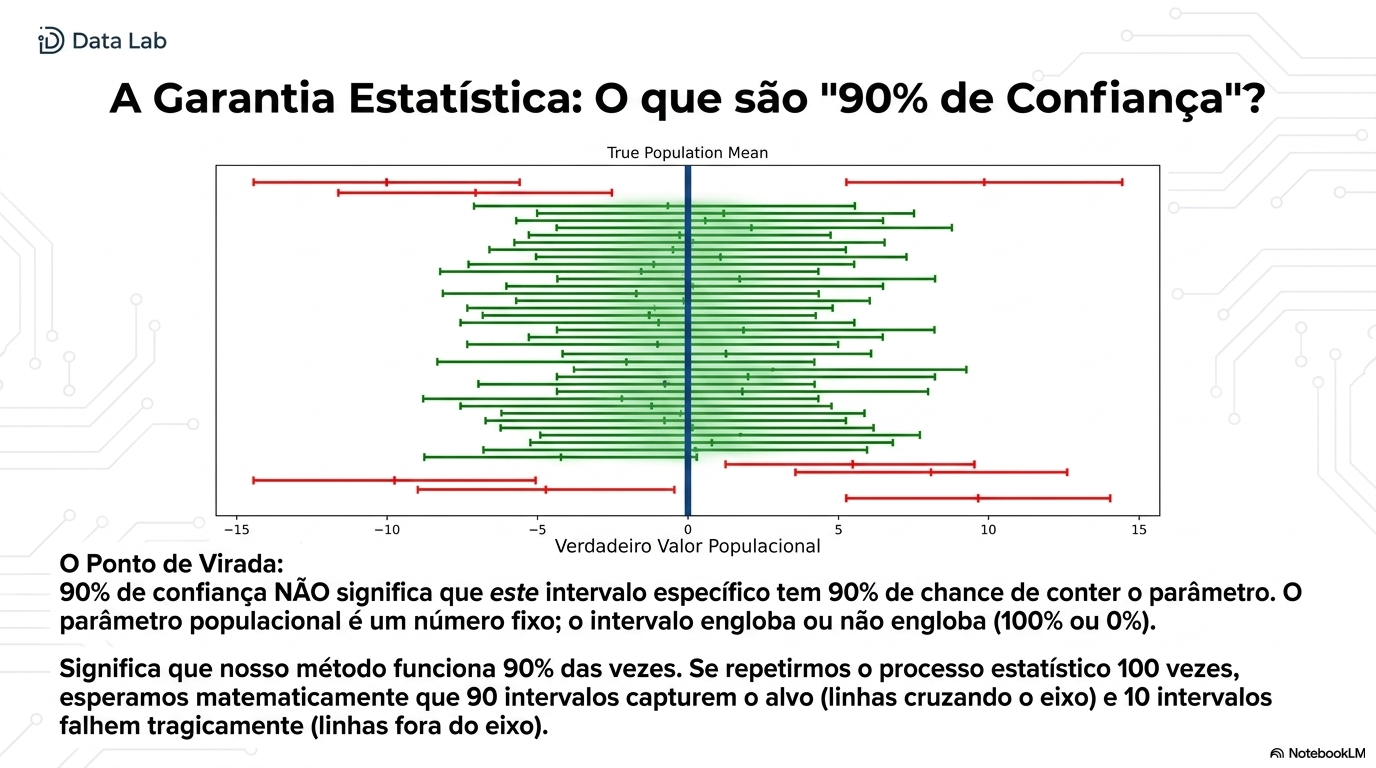 Data Lab
A Garantia Estatística: O que são "90% de Confiança"?
True Population Mean
−15 −10 −5 0 5 10 15
Verdadeiro Valor Populacional
O Ponto de Virada:
90% de confiança NÃO significa que este intervalo específico tem 90% de chance de conter o parâmetro. O
parâmetro populacional é um número fixo; o intervalo engloba ou não engloba (100% ou 0%).
Significa que nosso método funciona 90% das vezes. Se repetirmos o processo estatístico 100 vezes,
esperamos matematicamente que 90 intervalos capturem o alvo (linhas cruzando o eixo) e 10 intervalos
falhem tragicamente (linhas fora do eixo).
NotebookLM